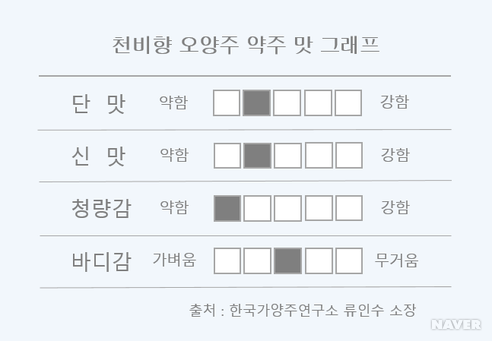 천비향 오양주 약주 맛 그래프
단 맛 약함 강함
신 맛 약함 강함
청량감 약함 강함
바디감 가벼움 무거움
출처 : 한국가양주연구소 류인수 소장
NAVER